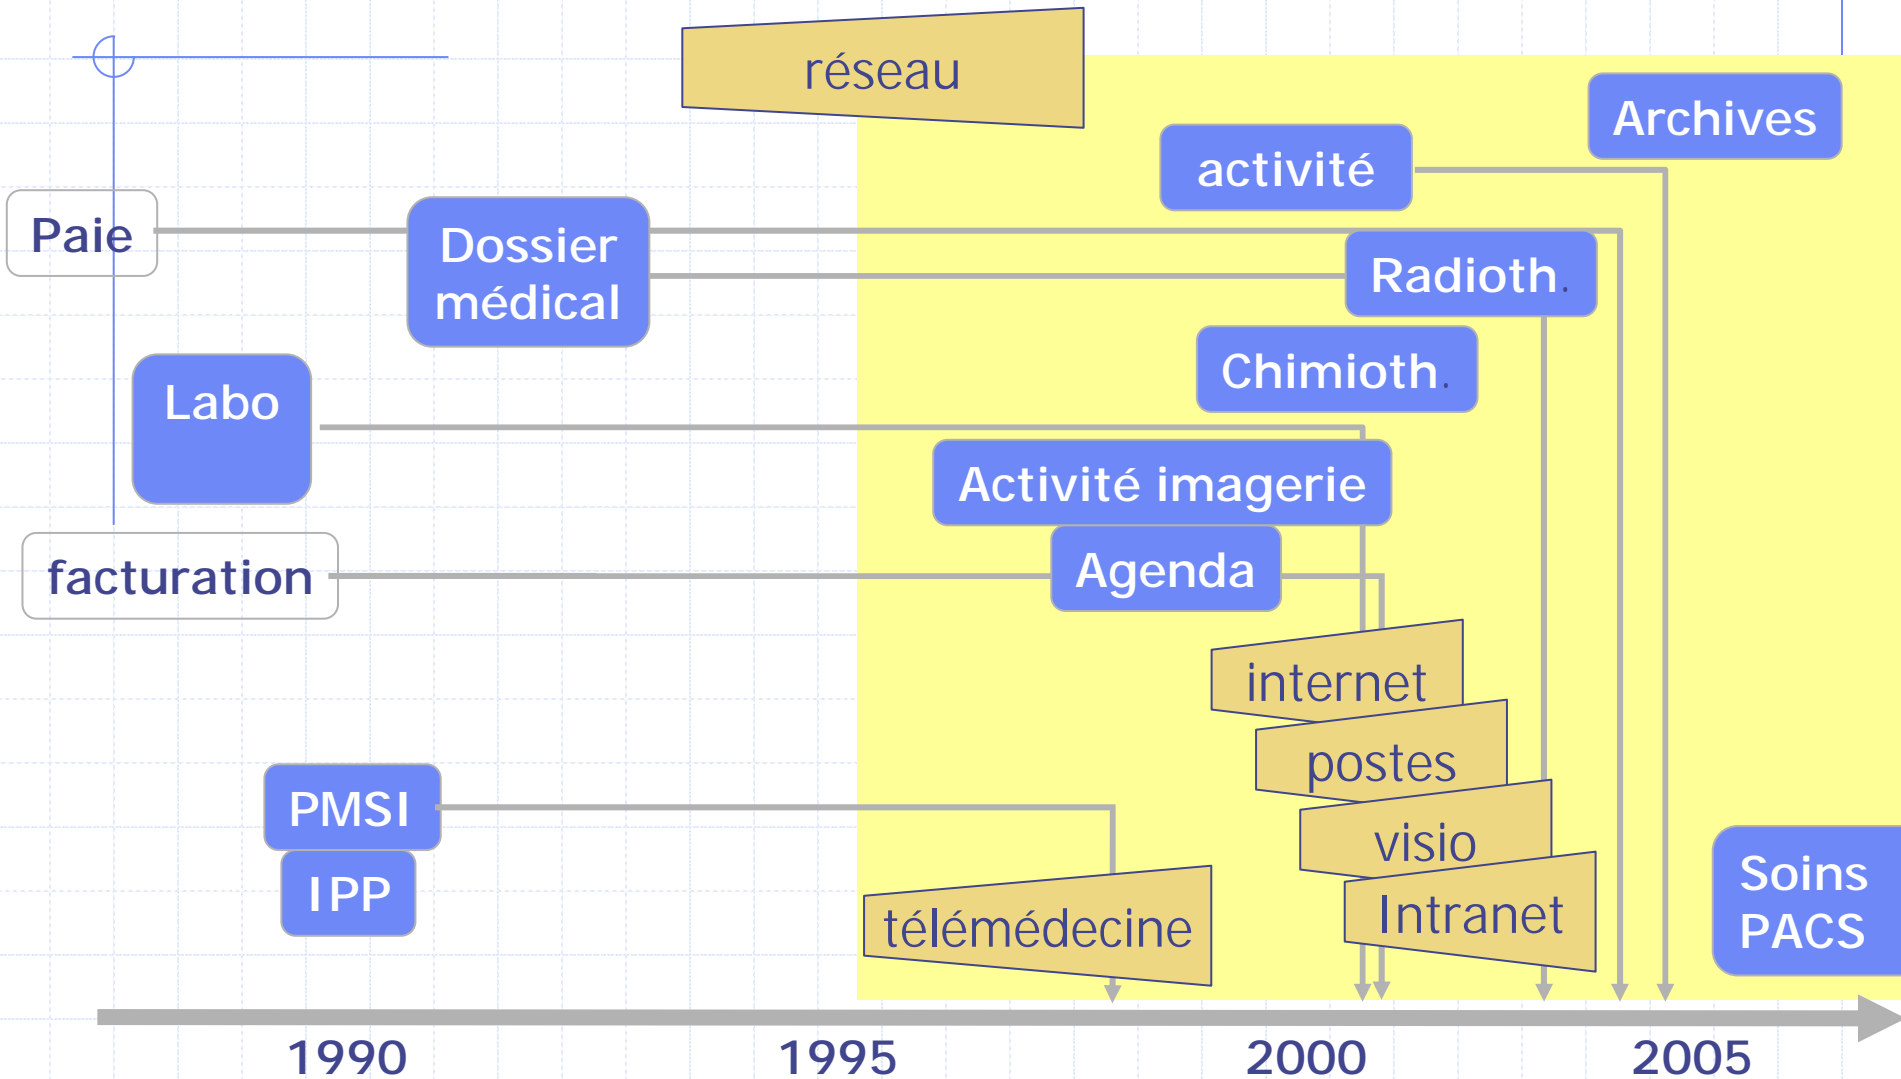 réseau
Archives
activité
Paie
Dossier
médical
Radioth.
Chimioth.
Labo
Activité imagerie
Agenda
facturation
internet
postes
visio
Intranet
PMSI
IPP
télémédecine
Soins
PACS
1990
1995
2000
2005